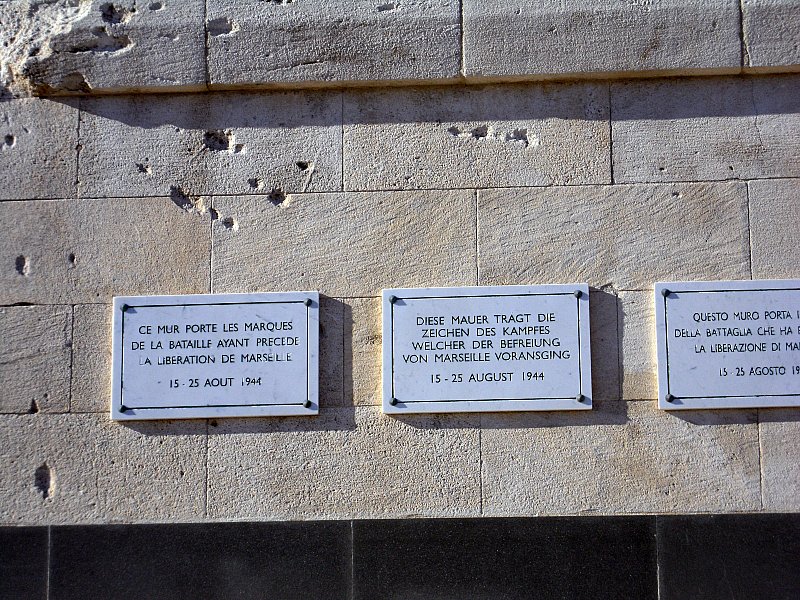 CE MUR PORTE LES MARQUES
DE LA BATAILLE AYANT PRECEDE
LA LIBERATION DE MARSEILLE
15 - 25 AOUT 1944
DIESE MAUER TRAGT DIE
ZEICHEN DES KAMPFES
WELCHER DER BEFREIUNG
VON MARSEILLE VORANSGING
15 - 25 AUGUST 1944
QUESTO MURO PORTA
DELLA BATTAGLIA CHE HA
LA LIBERAZIONE DI
15 - 25 AGOSTO